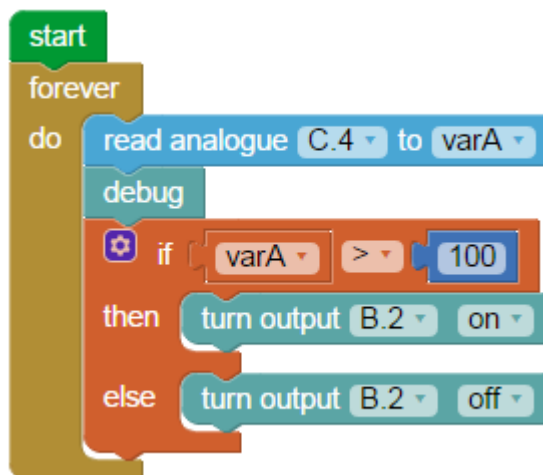 start
forever
do read analogue C.4 to varA
debug
if varA > 100
then turn output B.2 on
else turn output B.2 off